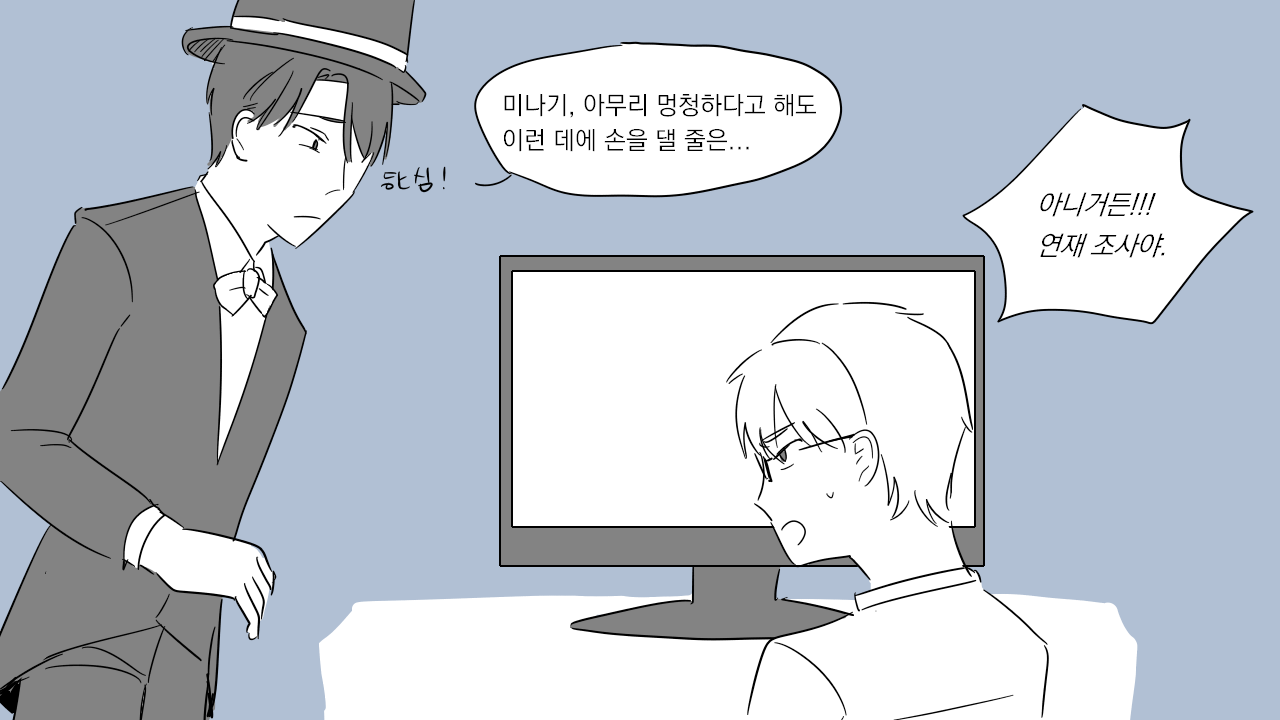 미나기, 아무리 멍청하다고 해도
이런 데에 손을 댈 줄은...
한심!
아니거든!!!
연재 조사야.